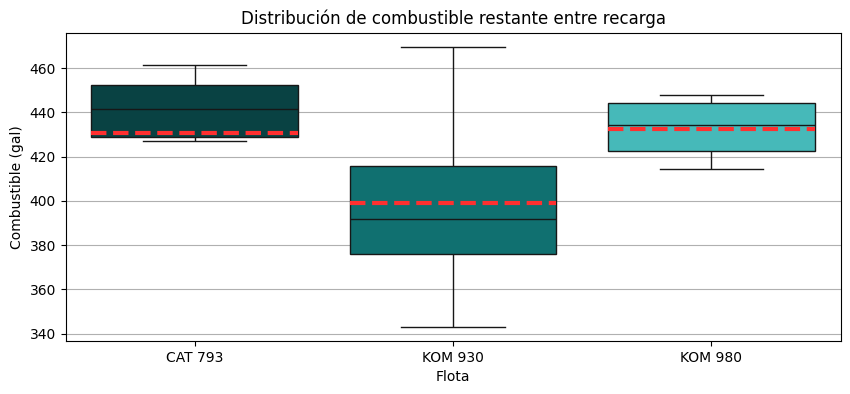 Distribución de combustible restante entre recarga
Combustible (gal)
460
440
420
400
380
360
340
CAT 793
KOM 930
KOM 980
Flota